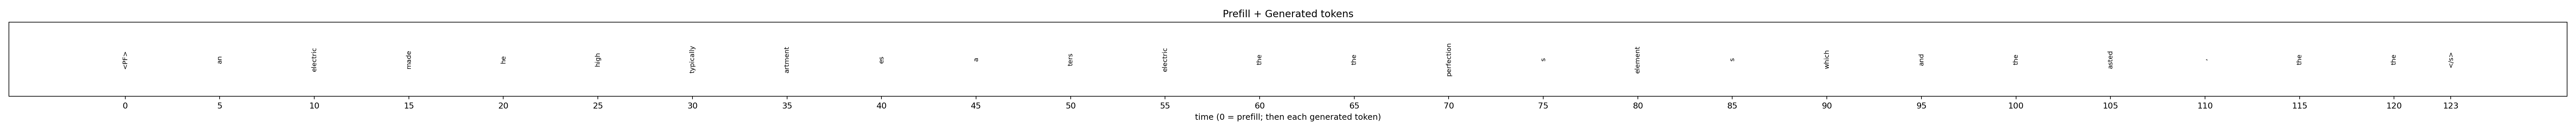 Prefill + Generated tokens
<PF> an electric made he high typically artment es a ters electric the the perfection s element s which and the asted - the the </s>
0 5 10 15 20 25 30 35 40 45 50 55 60 65 70 75 80 85 90 95 100 105 110 115 120 123
time (0 = prefill; then each generated token)